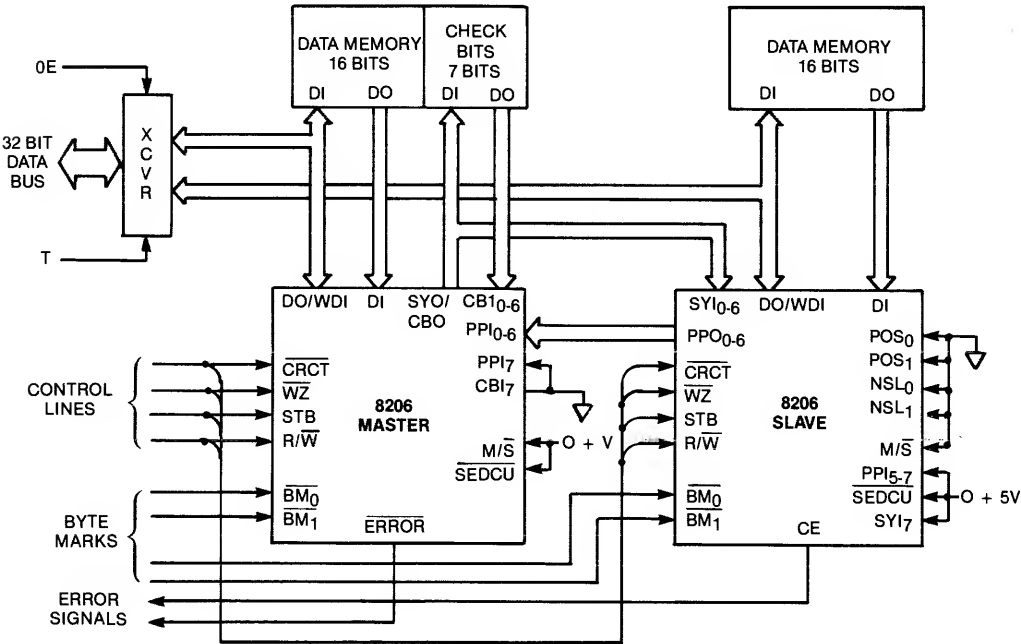 DATA MEMORY
16 BITS
DI DO
CHECK
BITS
7 BITS
DI DO
DATA MEMORY
16 BITS
DI DO
0E
32 BIT
DATA
BUS
X
C
V
R
T
DO/WDI DI SYO/
CBO
CB1₀₋₆
PPI₀₋₆
PPI₇
CBI₇
CRCT
WZ
STB
R/W
8206
MASTER
M/S
SEDCU
O + V
BM₀
BM₁
ERROR
CONTROL
LINES
BYTE
MARKS
ERROR
SIGNALS
SYI₀₋₆ DO/WDI DI
PPO₀₋₆
CRCT
WZ
STB
R/W
8206
SLAVE
POS₀
POS₁
NSL₀
NSL₁
M/S
PPI₅₋₇
SEDCU
SYI₇
O + 5V
BM₀
BM₁
CE